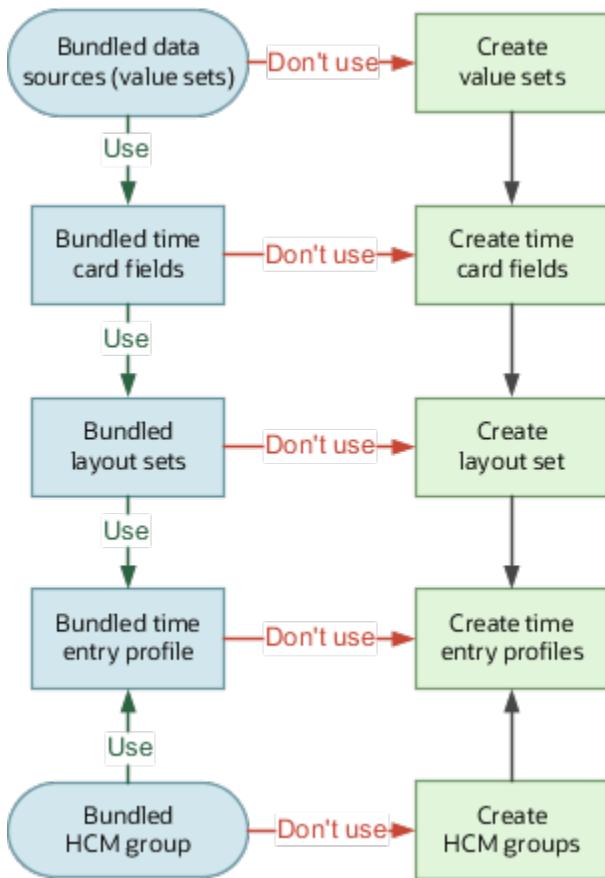 Bundled data
sources (value sets)
Don't use
Create
value sets
Use
Bundled time
card fields
Don't use
Create time
card fields
Use
Bundled
layout sets
Don't use
Create
layout set
Use
Bundled time
entry profile
Don't use
Create time
entry profiles
Use
Bundled
HCM group
Don't use
Create
HCM groups